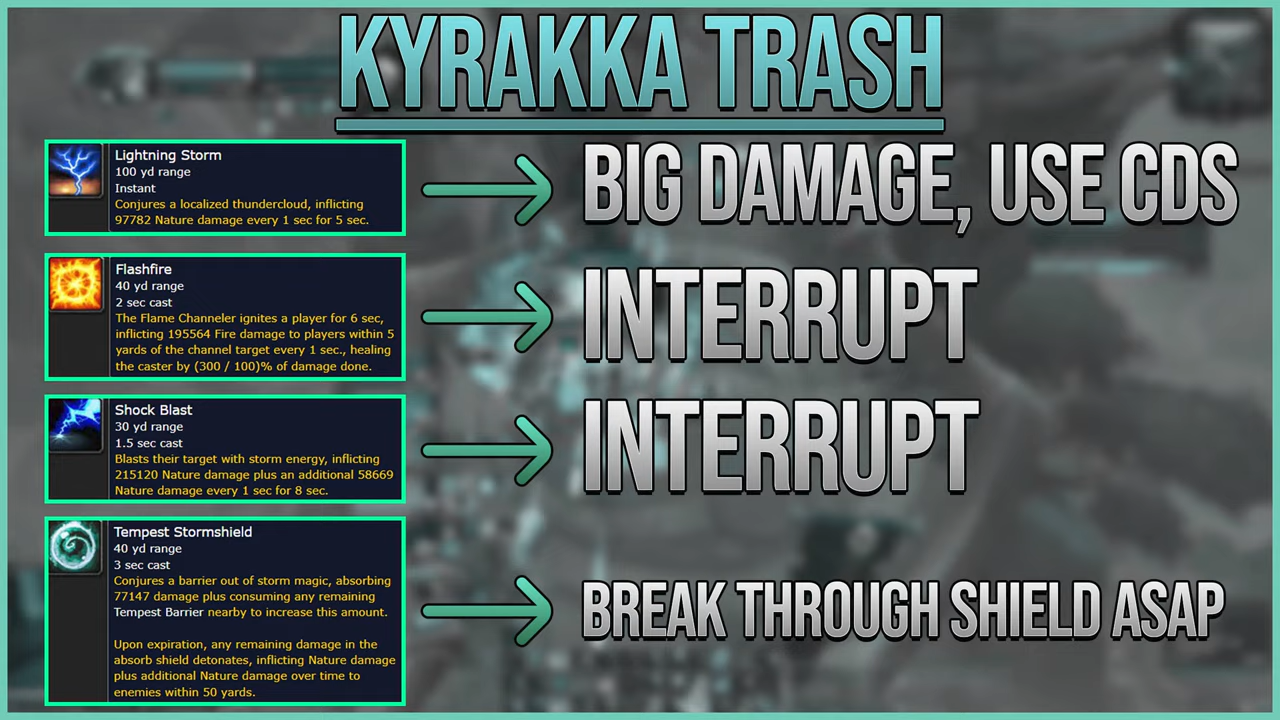 KYRAKKA TRASH
Lightning Storm
100 yd range
Instant
Conjures a localized thundercloud, inflicting
97782 Nature damage every 1 sec for 5 sec.
BIG DAMAGE, USE CDS
Flashfire
40 yd range
2 sec cast
The Flame Channeler ignites a player for 6 sec,
inflicting 195564 Fire damage to players within 5
yards of the channel target every 1 sec., healing
the caster by (300 / 100)% of damage done.
INTERRUPT
Shock Blast
30 yd range
1.5 sec cast
Blasts their target with storm energy, inflicting
215120 Nature damage plus an additional 58669
Nature damage every 1 sec for 8 sec.
INTERRUPT
Tempest Stormshield
40 yd range
3 sec cast
Conjures a barrier out of storm magic, absorbing
77147 damage plus consuming any remaining
Tempest Barrier nearby to increase this amount.
Upon expiration, any remaining damage in the
absorb shield detonates, inflicting Nature damage
plus additional Nature damage over time to
enemies within 50 yards.
BREAK THROUGH SHIELD ASAP